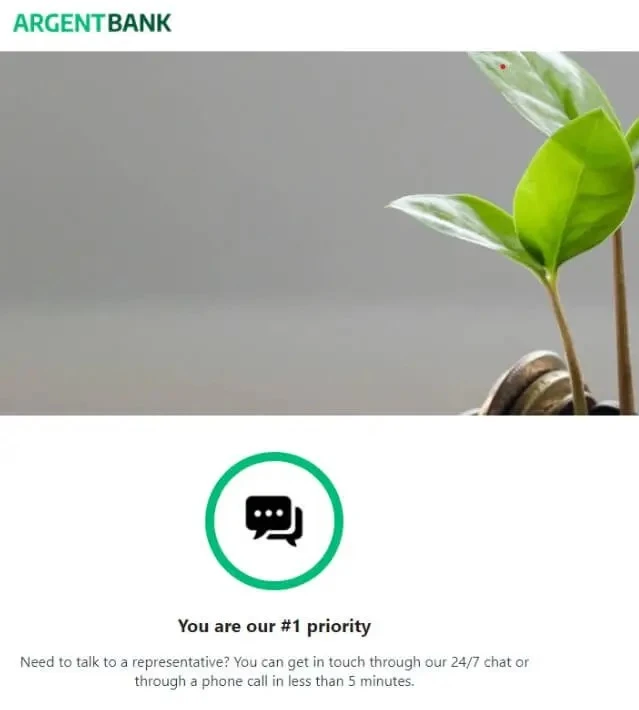 ARGENTBANK
You are our #1 priority
Need to talk to a representative? You can get in touch through our 24/7 chat or
through a phone call in less than 5 minutes.